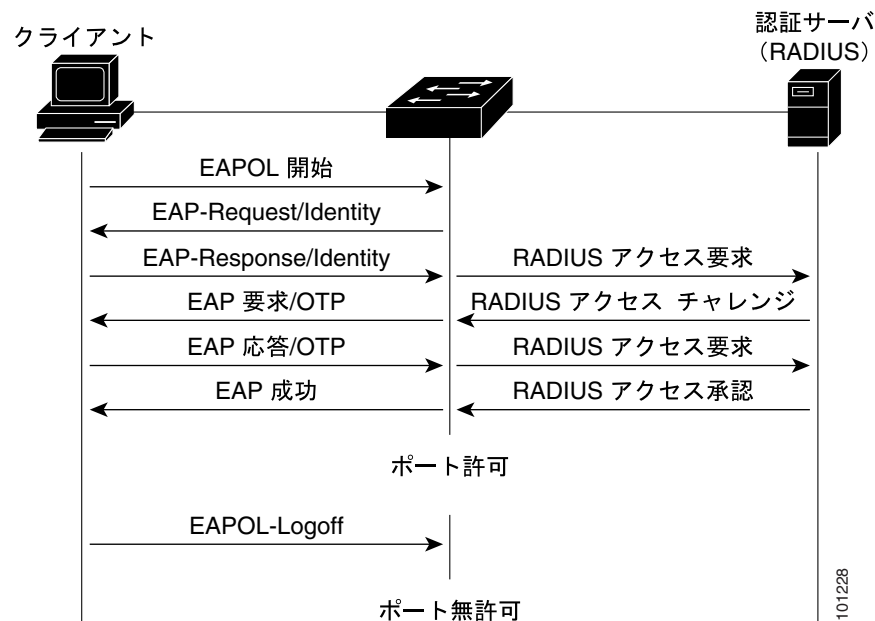 クライアント
認証サーバ
(RADIUS)
EAPOL 開始
EAP-Request/Identity
EAP-Response/Identity
RADIUS アクセス要求
EAP 要求/OTP
RADIUS アクセス チャレンジ
EAP 応答/OTP
RADIUS アクセス要求
EAP 成功
RADIUS アクセス承認
ポート許可
EAPOL-Logoff
ポート無許可
101228